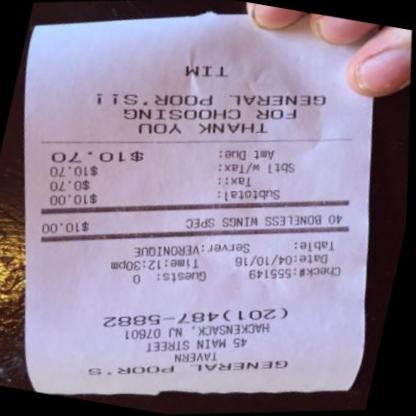 GENERAL POOR'S
TAVERN
45 MAIN STREET
HACKENSACK, NJ 07601
(201)487-5882
Check#:555149 Guests: 0
Date:04/10/16 Time:12:30pm
Table: Server:VERONIQUE
40 BONELESS WINGS SPEC $10.00
Subtotal: $10.00
Tax: $0.70
Sbtl w/Tax: $10.70
Amt Due: $10.70
THANK YOU
FOR CHOOSING
GENERAL POOR'S!!
TIM